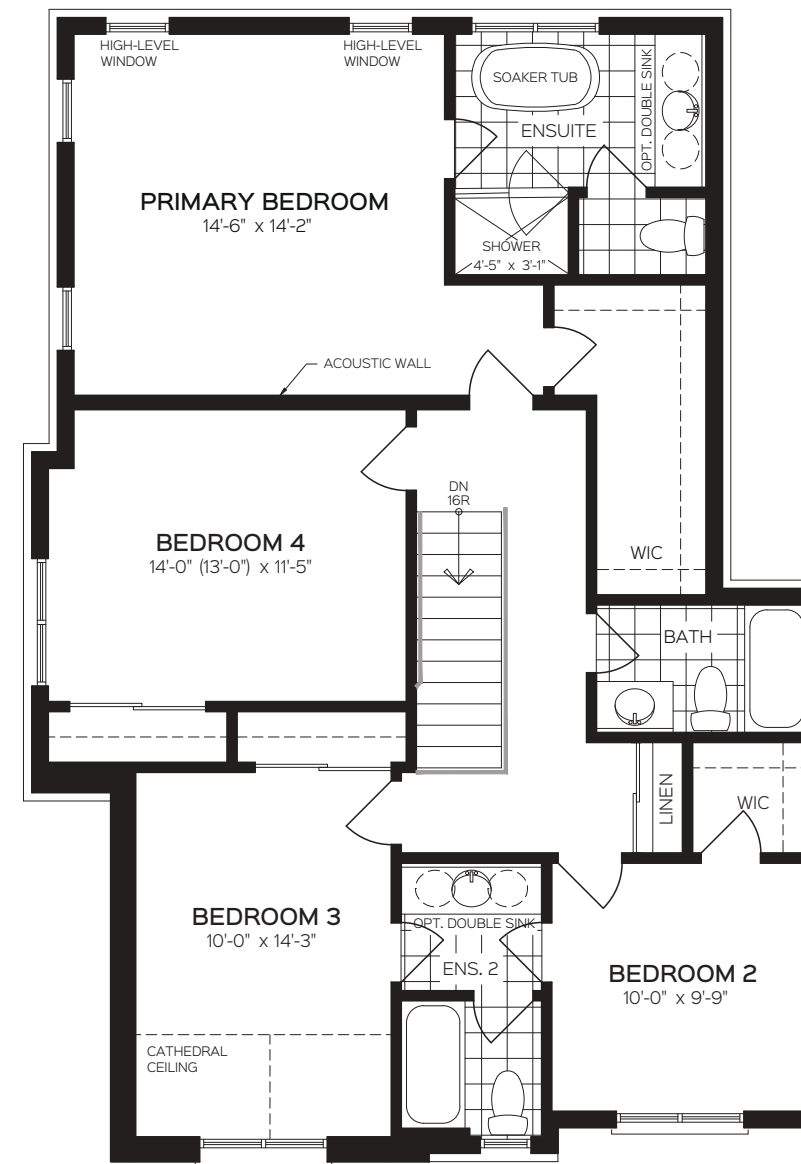 HIGH-LEVEL
WINDOW
HIGH-LEVEL
WINDOW
SOAKER TUB
ENSUITE
OPT. DOUBLE SINK
PRIMARY BEDROOM
14'-6" x 14'-2"
SHOWER
4'-5" x 3'-1"
ACOUSTIC WALL
DN
16R
BEDROOM 4
14'-0" (13'-0") x 11'-5"
WIC
BATH
LINEN
WIC
BEDROOM 3
10'-0" x 14'-3"
OPT. DOUBLE SINK
ENS. 2
BEDROOM 2
10'-0" x 9'-9"
CATHEDRAL
CEILING